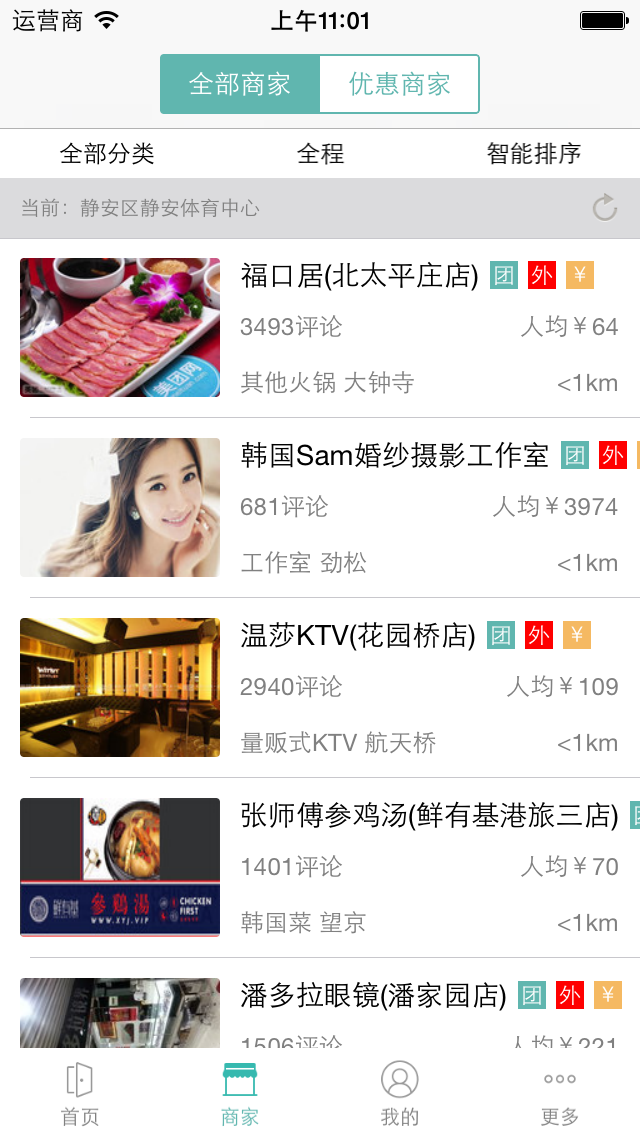 运营商 上午11:01
全部商家 优惠商家
全部分类 全程 智能排序
当前：静安区静安体育中心
福口居(北太平庄店) 团 外 ¥
3493评论 人均￥64
其他火锅 大钟寺 <1km
美团网
韩国Sam婚纱摄影工作室 团 外
681评论 人均￥3974
工作室 劲松 <1km
温莎KTV(花园桥店) 团 外 ¥
2940评论 人均￥109
量贩式KTV 航天桥 <1km
张师傅参鸡汤(鲜有基港旅三店)
1401评论 人均￥70
韩国菜 望京 <1km
鲜有基 参鸡汤 CHICKEN
WWW.XYJ.VIP FIRST
潘多拉眼镜(潘家园店) 团 外 ¥
1506评论 人均￥221
首页 商家 我的 更多